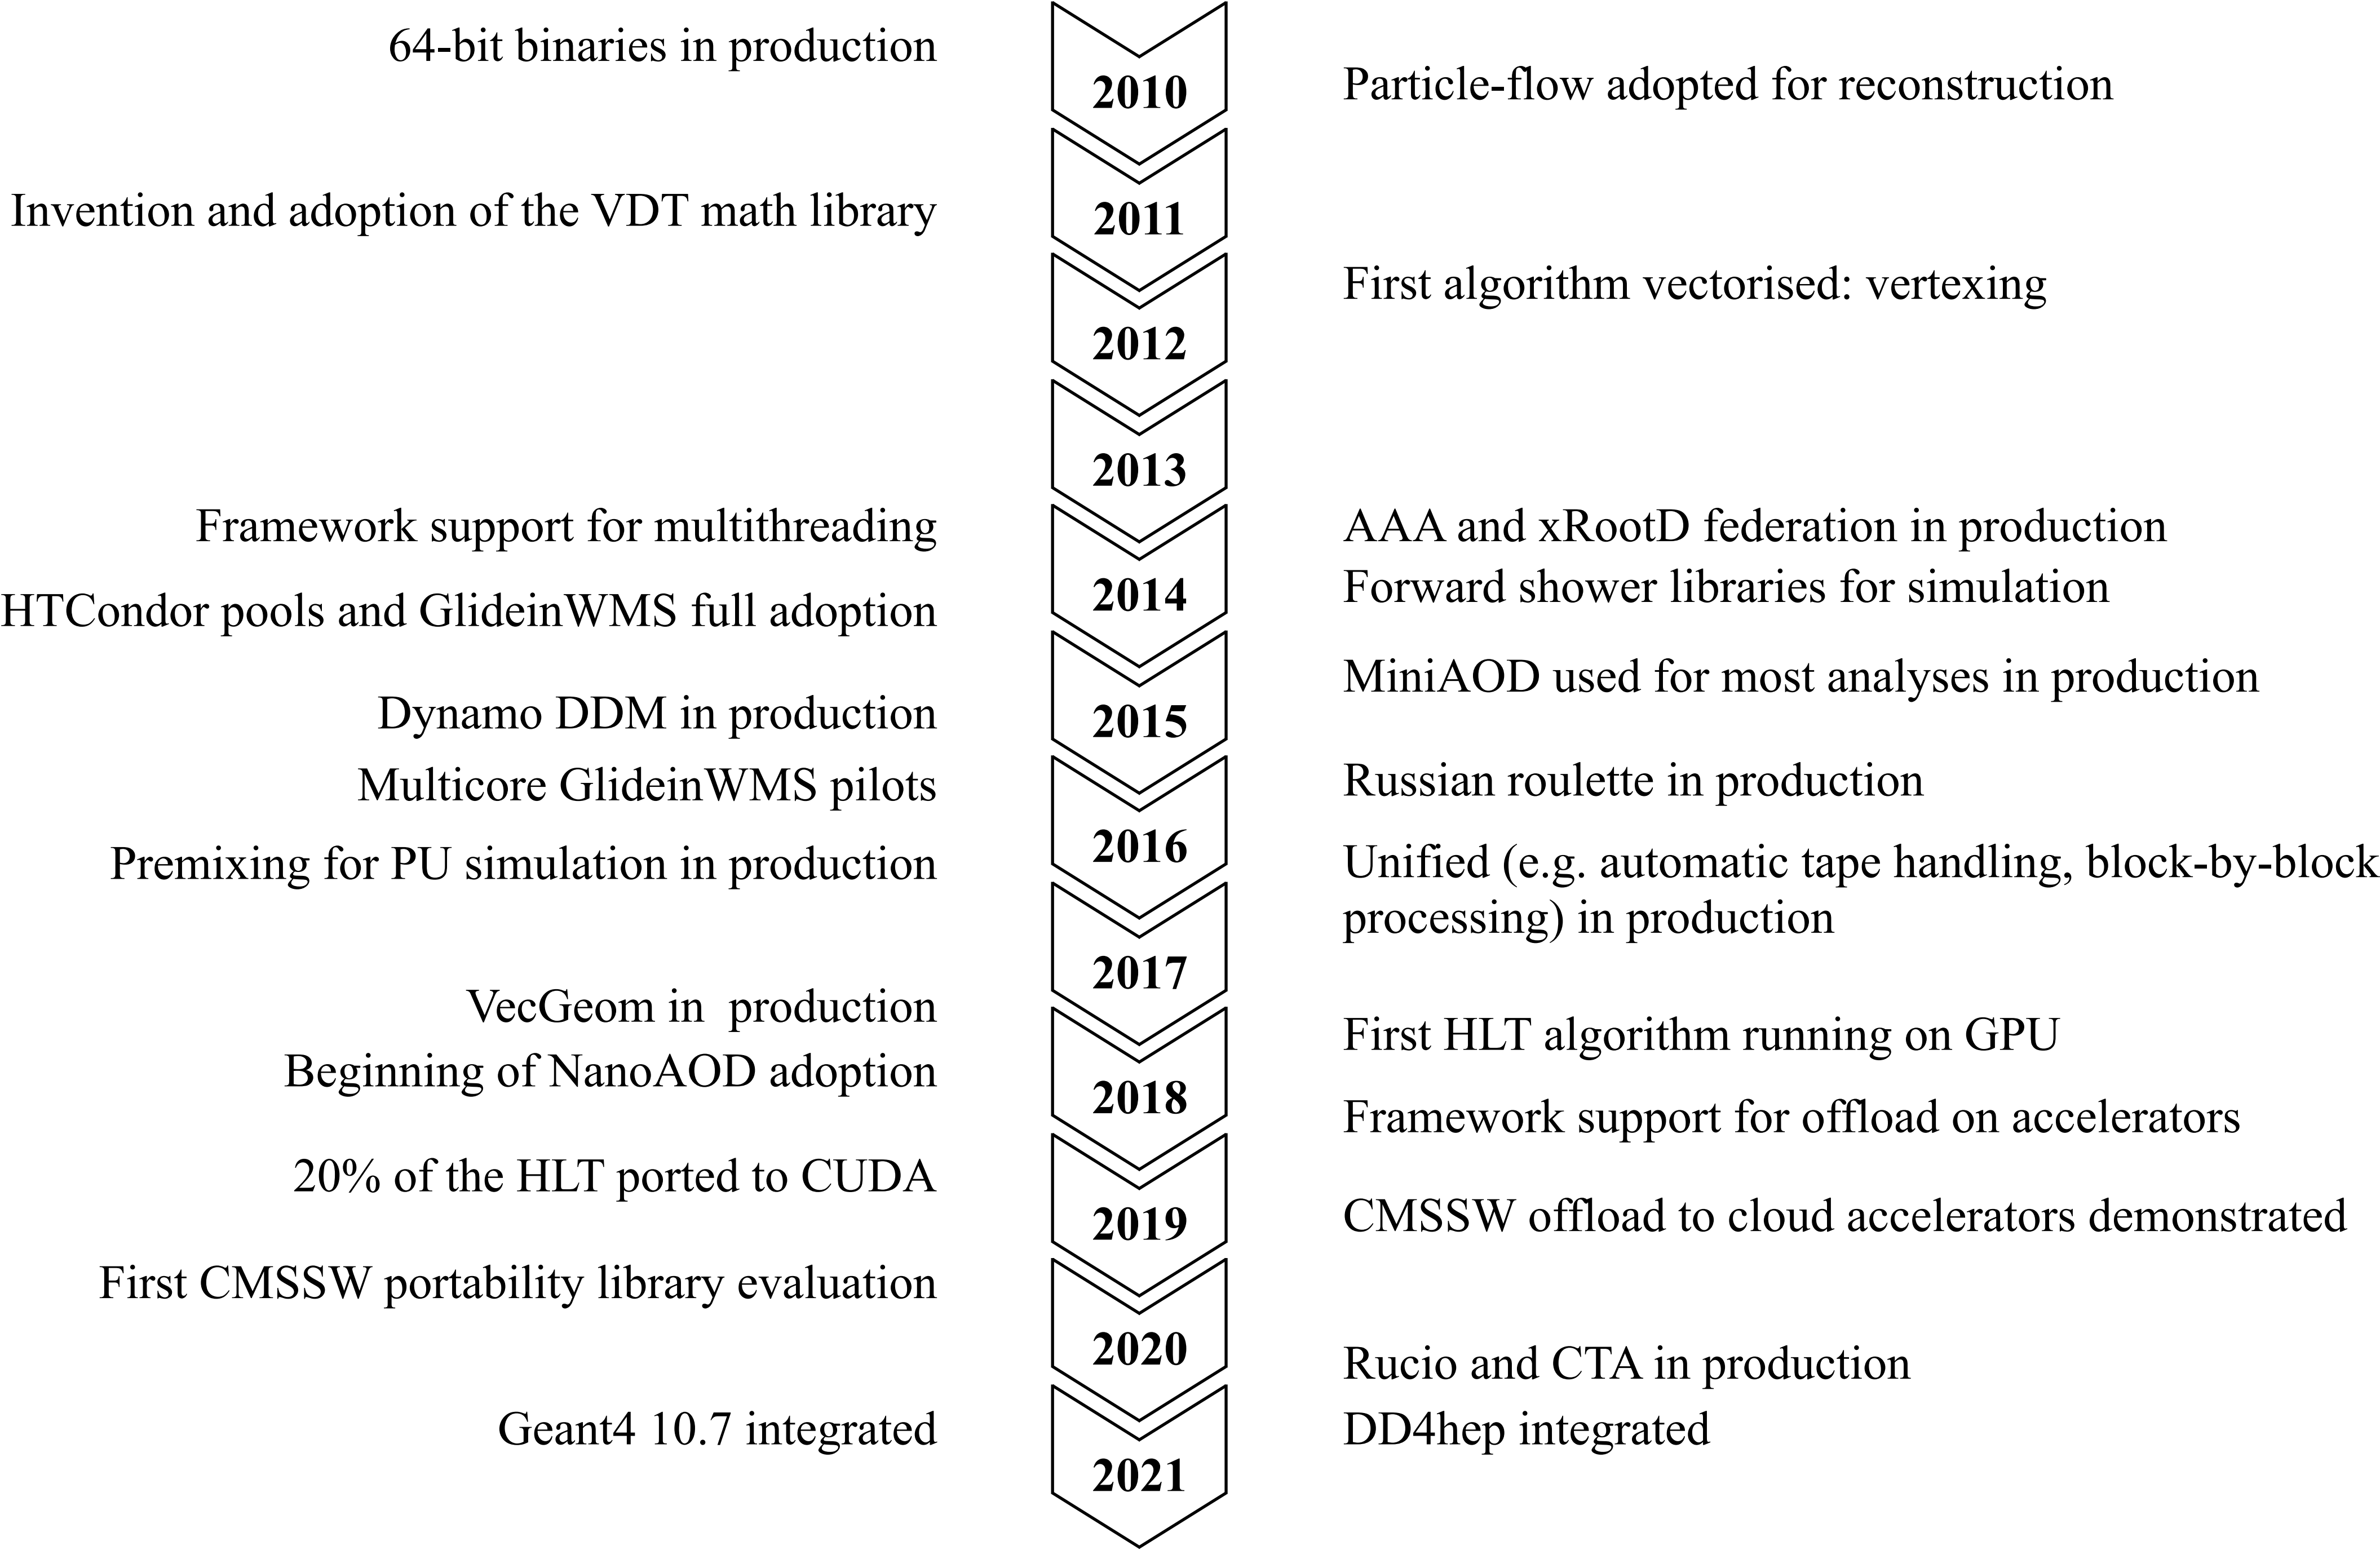 64-bit binaries in production
2010
Particle-flow adopted for reconstruction
Invention and adoption of the VDT math library
2011
First algorithm vectorised: vertexing
2012
2013
Framework support for multithreading
AAA and xRootD federation in production
HTCondor pools and GlideinWMS full adoption
2014
Forward shower libraries for simulation
MiniAOD used for most analyses in production
Dynamo DDM in production
2015
Multicore GlideinWMS pilots
Russian roulette in production
Premixing for PU simulation in production
2016
Unified (e.g. automatic tape handling, block-by-block
processing) in production
2017
VecGeom in  production
First HLT algorithm running on GPU
Beginning of NanoAOD adoption
2018
Framework support for offload on accelerators
20% of the HLT ported to CUDA
2019
CMSSW offload to cloud accelerators demonstrated
First CMSSW portability library evaluation
2020
Rucio and CTA in production
Geant4 10.7 integrated
DD4hep integrated
2021